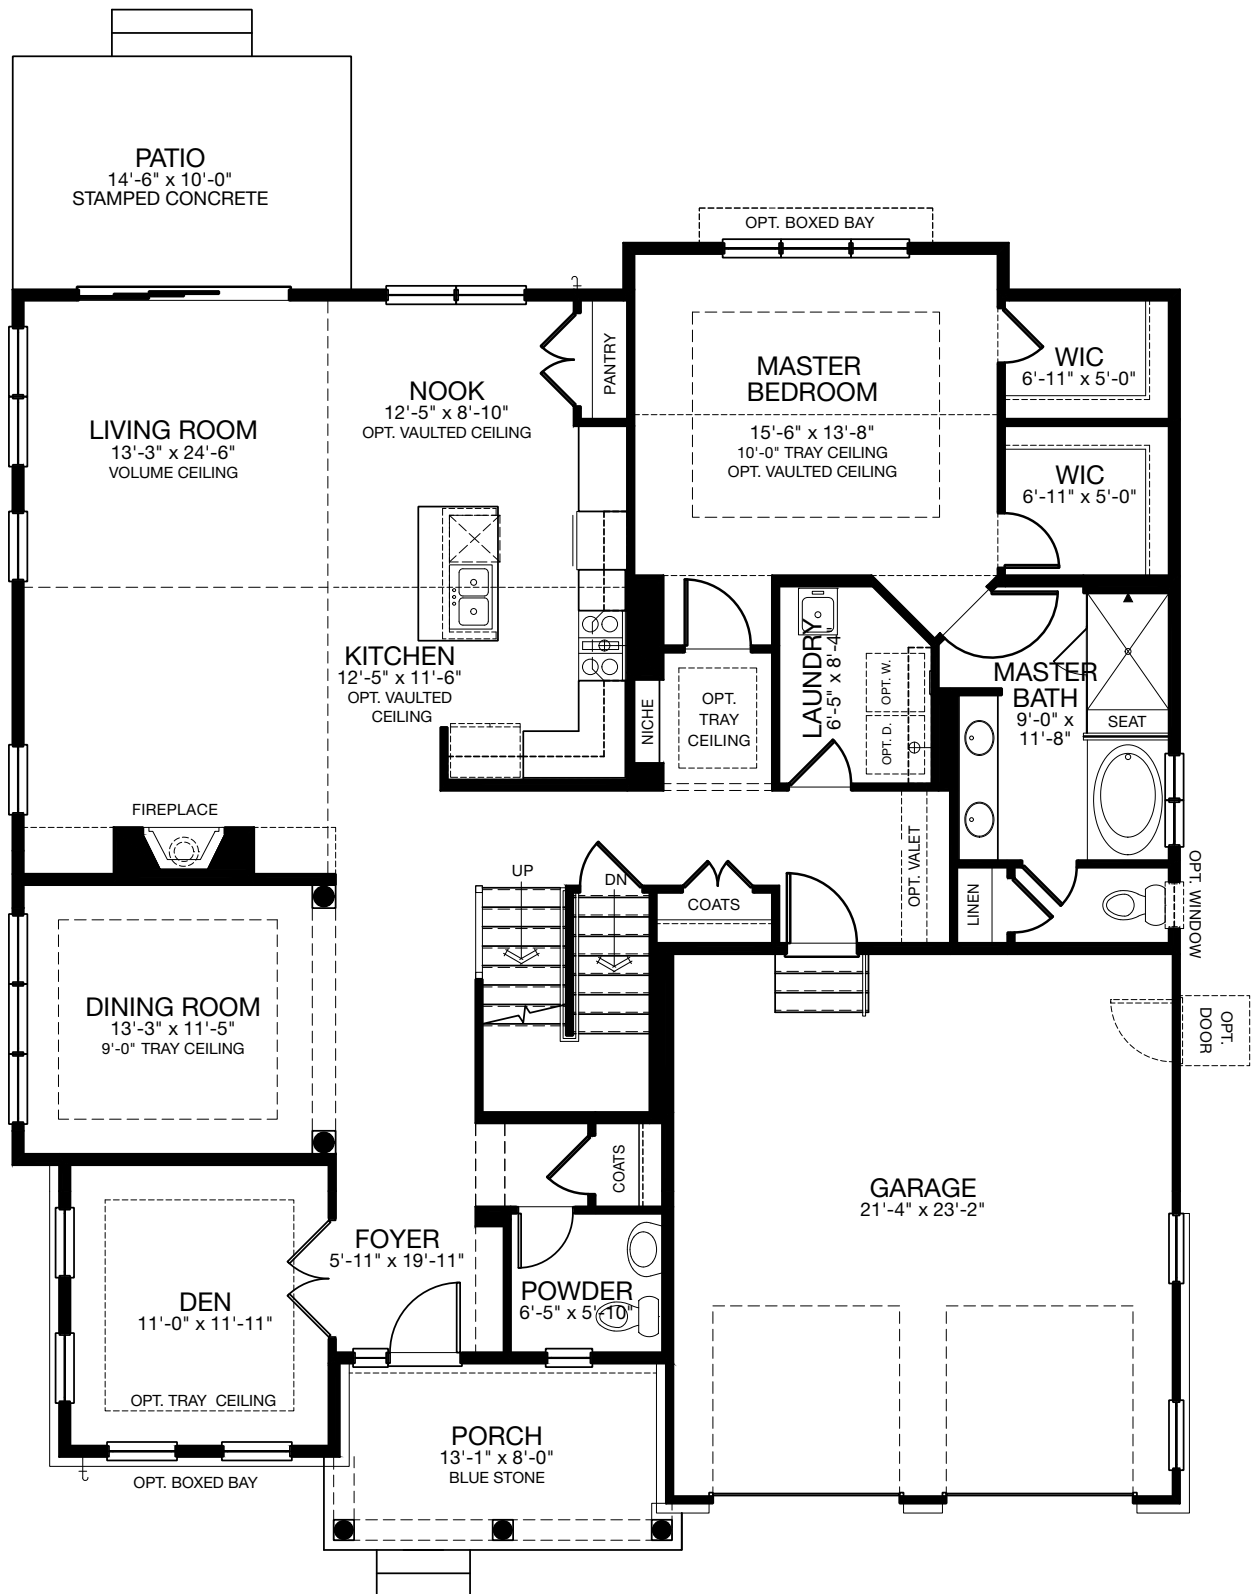 PATIO
14'-6" x 10'-0"
STAMPED CONCRETE
OPT. BOXED BAY
LIVING ROOM
13'-3" x 24'-6"
VOLUME CEILING
NOOK
12'-5" x 8'-10"
OPT. VAULTED CEILING
PANTRY
MASTER
BEDROOM
15'-6" x 13'-8"
10'-0" TRAY CEILING
OPT. VAULTED CEILING
WIC
6'-11" x 5'-0"
WIC
6'-11" x 5'-0"
KITCHEN
12'-5" x 11'-6"
OPT. VAULTED
CEILING
NICHE
OPT.
TRAY
CEILING
LAUNDRY
6'-5" x 8'-4"
OPT. W.
OPT. D.
MASTER
BATH
9'-0" x
11'-8"
SEAT
FIREPLACE
UP
DN
COATS
OPT. VALET
LINEN
OPT. WINDOW
DINING ROOM
13'-3" x 11'-5"
9'-0" TRAY CEILING
OPT.
DOOR
COATS
GARAGE
21'-4" x 23'-2"
FOYER
5'-11" x 19'-11"
POWDER
6'-5" x 5'-10"
DEN
11'-0" x 11'-11"
OPT. TRAY CEILING
OPT. BOXED BAY
PORCH
13'-1" x 8'-0"
BLUE STONE